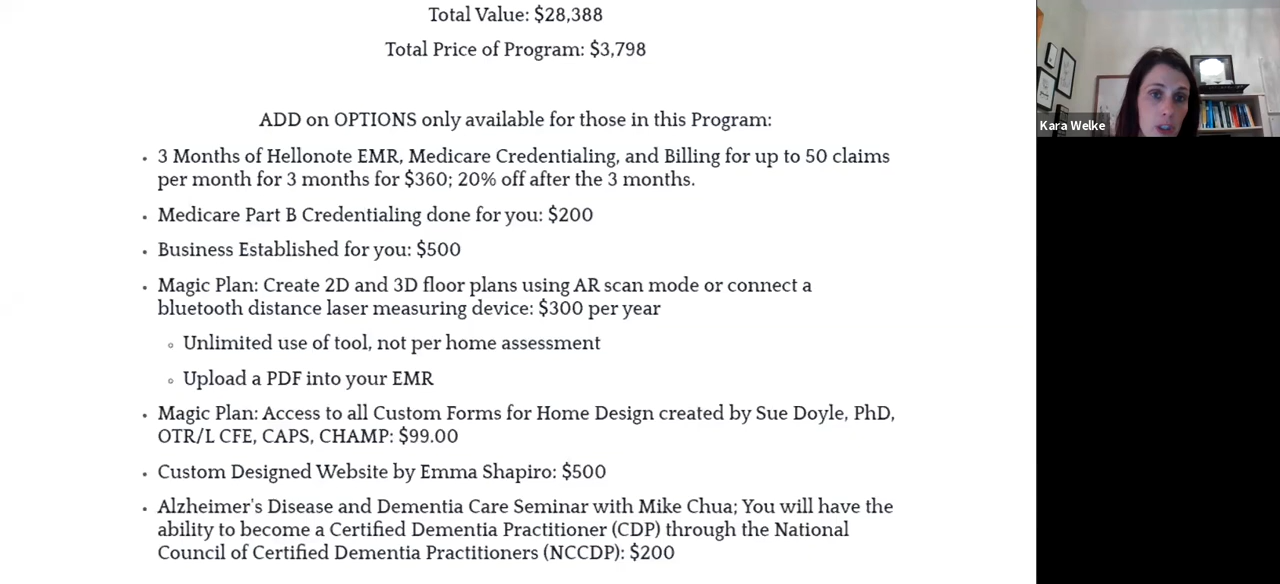 Total Value: $28,388
Total Price of Program: $3,798
ADD on OPTIONS only available for those in this Program:
3 Months of Hellonote EMR, Medicare Credentialing, and Billing for up to 50 claims
per month for 3 months for $360; 20% off after the 3 months.
Medicare Part B Credentialing done for you: $200
Business Established for you: $500
Magic Plan: Create 2D and 3D floor plans using AR scan mode or connect a
bluetooth distance laser measuring device: $300 per year
Unlimited use of tool, not per home assessment
Upload a PDF into your EMR
Magic Plan: Access to all Custom Forms for Home Design created by Sue Doyle, PhD,
OTR/L CFE, CAPS, CHAMP: $99.00
Custom Designed Website by Emma Shapiro: $500
Alzheimer's Disease and Dementia Care Seminar with Mike Chua; You will have the
ability to become a Certified Dementia Practitioner (CDP) through the National
Council of Certified Dementia Practitioners (NCCDP): $200
Kara Welke